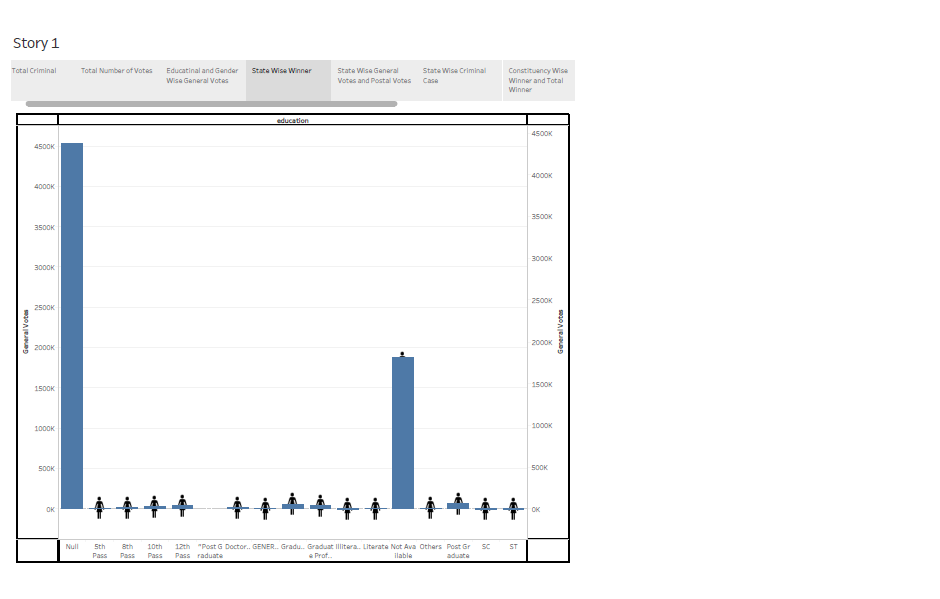 Story 1
Total Criminal
Total Number of Votes
Educatinal and Gender
Wise General Votes
State Wise Winner
State Wise General
Votes and Postal Votes
State Wise Criminal
Case
Constituency Wise
Winner and Total
Winner
education
4500K
4000K
3500K
3000K
2500K
2000K
1500K
1000K
500K
0K
General Votes
4500K
4000K
3500K
3000K
2500K
2000K
1500K
1000K
500K
0K
General Votes
Null
5th
Pass
8th
Pass
10th
Pass
12th
Pass
"Post G
raduate
Doctor..
GENER..
Gradu..
Graduat
e Prof...
Illitera..
Literate
Not Ava
ilable
Others
Post Gr
aduate
SC
ST